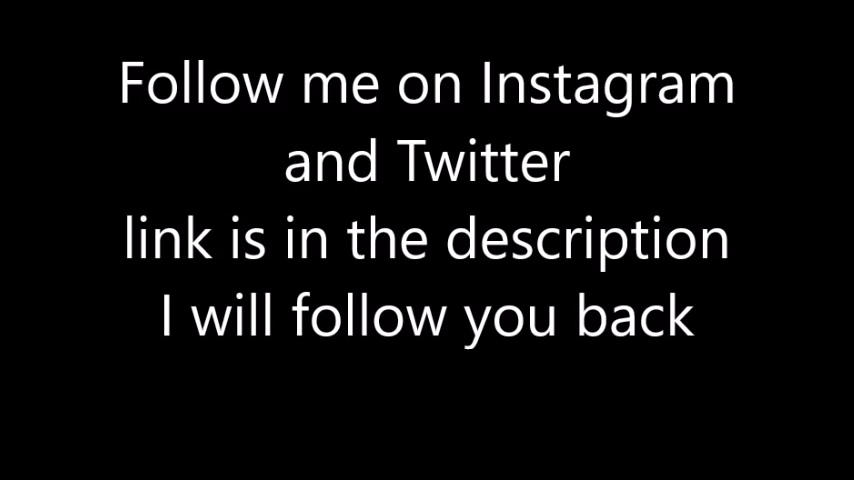 Follow me on Instagram
and Twitter
link is in the description
I will follow you back